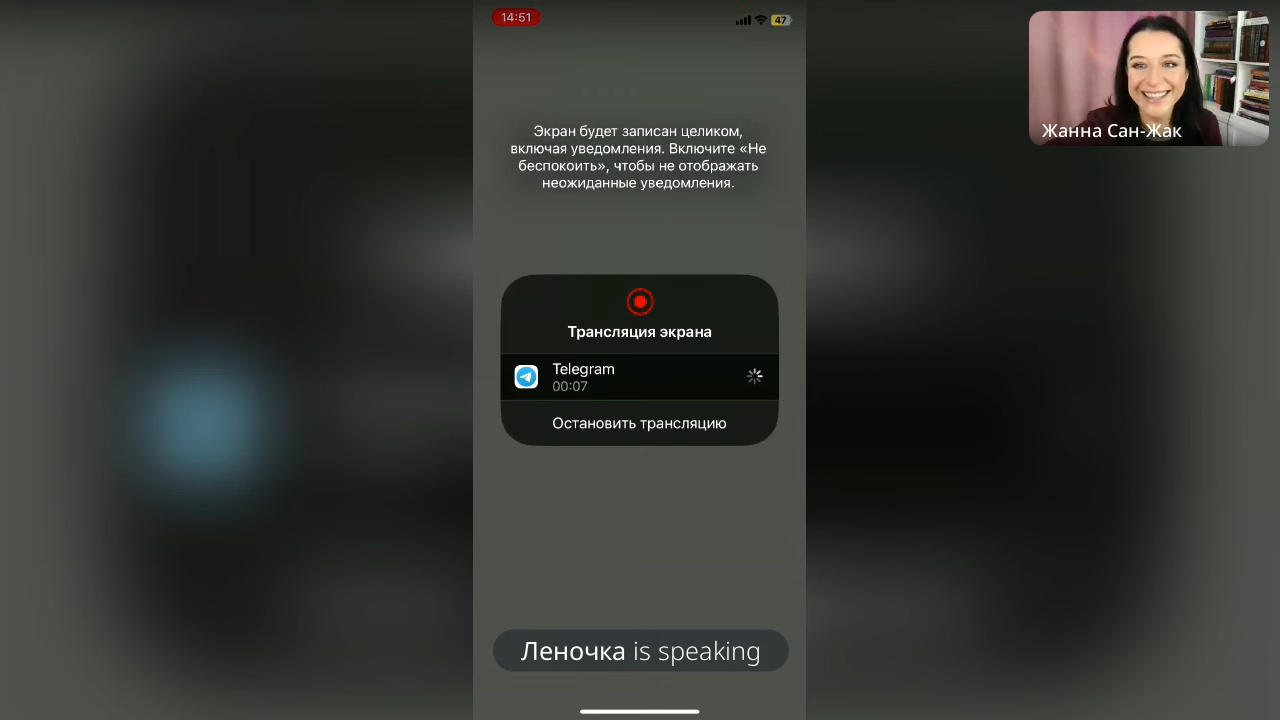 14:51
47
Жанна Сан-Жак
Экран будет записан целиком,
включая уведомления. Включите «Не
беспокоить», чтобы не отображать
неожиданные уведомления.
Трансляция экрана
Telegram
00:07
Остановить трансляцию
Леночка is speaking